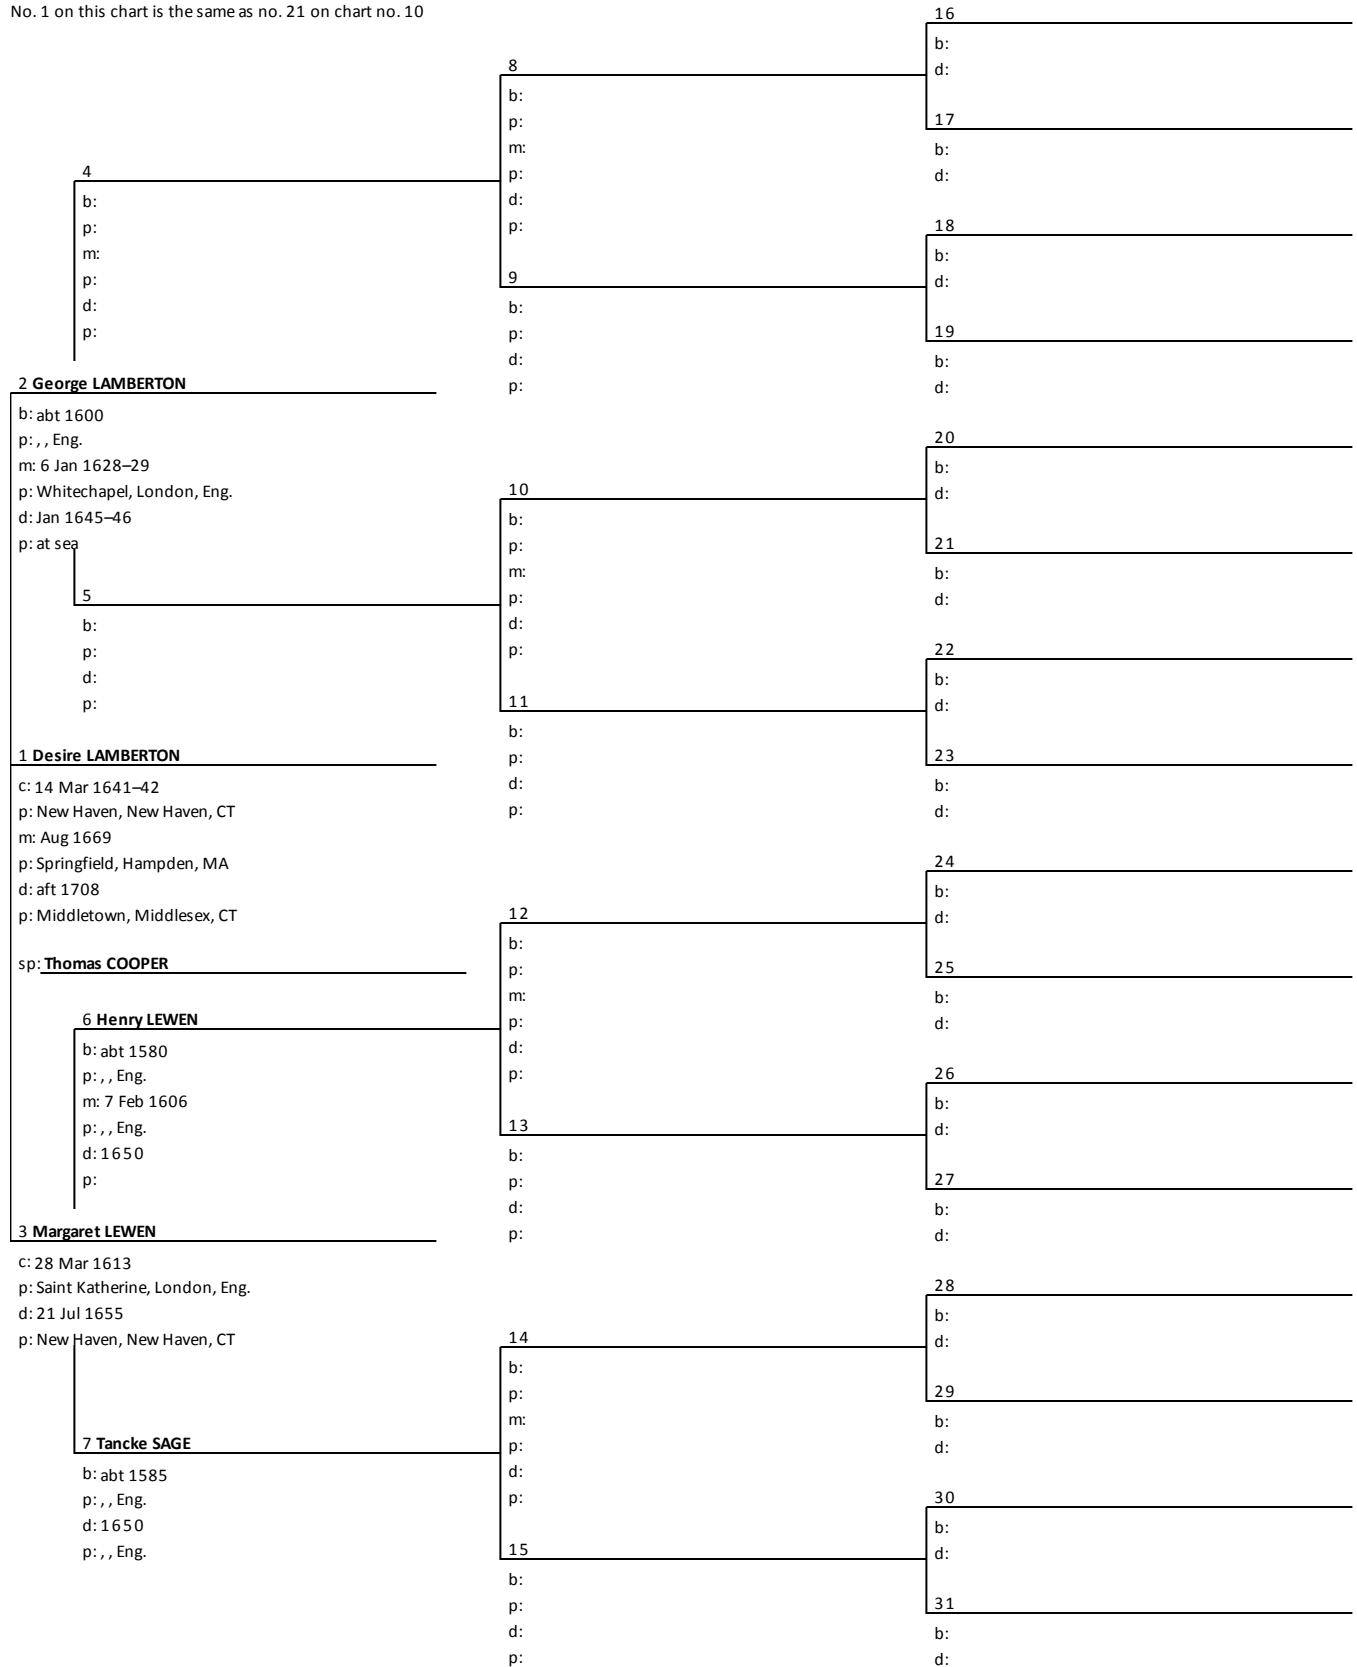 No. 1 on this chart is the same as no. 21 on chart no. 10
16
b:
d:
8
b:
p:
m:
p:
d:
p:
17
b:
d:
4
b:
p:
m:
p:
d:
p:
18
b:
d:
9
b:
p:
d:
p:
19
b:
d:
2 George LAMBERTON
b: abt 1600
p: , , Eng.
m: 6 Jan 1628–29
p: Whitechapel, London, Eng.
d: Jan 1645–46
p: at sea
20
b:
d:
10
b:
p:
m:
p:
d:
p:
21
b:
d:
5
b:
p:
d:
p:
22
b:
d:
11
b:
p:
d:
p:
23
b:
d:
1 Desire LAMBERTON
c: 14 Mar 1641–42
p: New Haven, New Haven, CT
m: Aug 1669
p: Springfield, Hampden, MA
d: aft 1708
p: Middletown, Middlesex, CT
sp: Thomas COOPER
24
b:
d:
12
b:
p:
m:
p:
d:
p:
25
b:
d:
6 Henry LEWEN
b: abt 1580
p: , , Eng.
m: 7 Feb 1606
p: , , Eng.
d: 1650
p:
26
b:
d:
13
b:
p:
d:
p:
27
b:
d:
3 Margaret LEWEN
c: 28 Mar 1613
p: Saint Katherine, London, Eng.
d: 21 Jul 1655
p: New Haven, New Haven, CT
28
b:
d:
14
b:
p:
m:
p:
d:
p:
29
b:
d:
7 Tancke SAGE
b: abt 1585
p: , , Eng.
d: 1650
p: , , Eng.
30
b:
d:
15
b:
p:
d:
p:
31
b:
d: